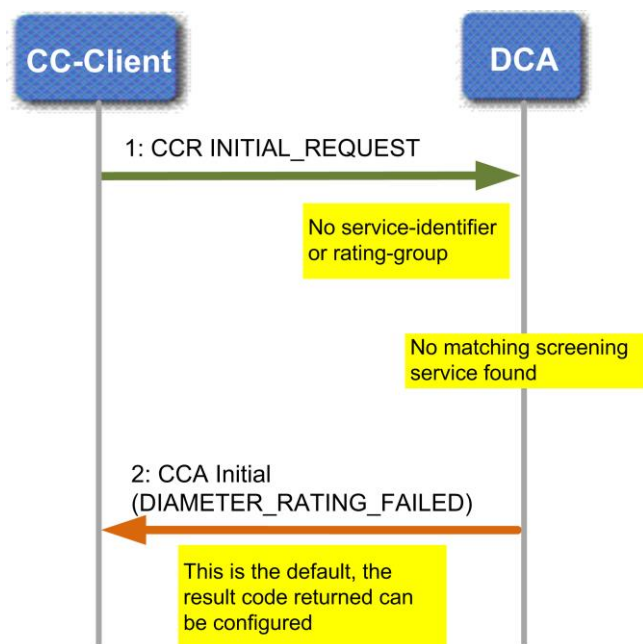 CC-Client
DCA
1: CCR INITIAL_REQUEST
No service-identifier
or rating-group
No matching screening
service found
2: CCA Initial
(DIAMETER_RATING_FAILED)
This is the default, the
result code returned can
be configured